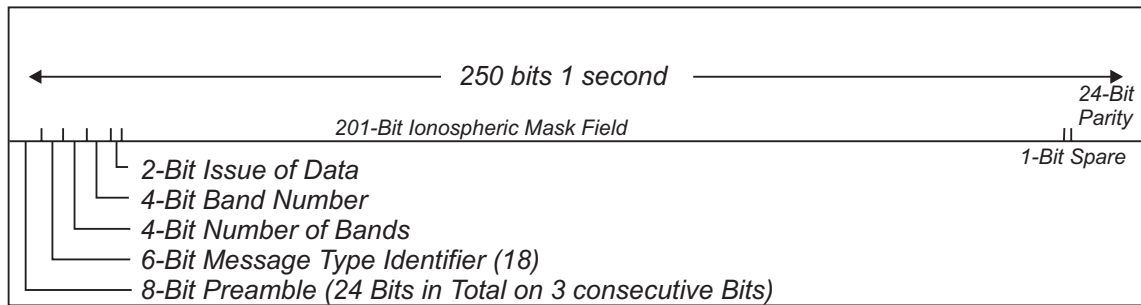 250 bits 1 second
24-Bit
Parity
201-Bit Ionospheric Mask Field
1-Bit Spare
2-Bit Issue of Data
4-Bit Band Number
4-Bit Number of Bands
6-Bit Message Type Identifier (18)
8-Bit Preamble (24 Bits in Total on 3 consecutive Bits)